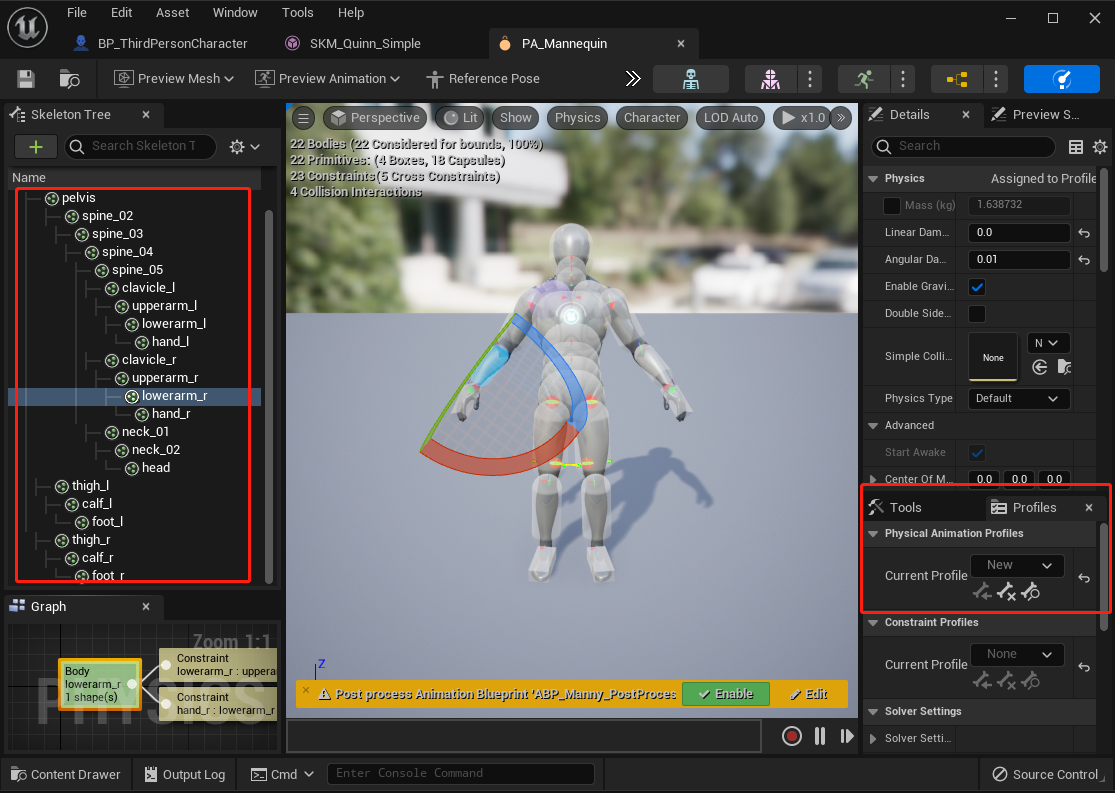 File Edit Asset Window Tools Help
BP_ThirdPersonCharacter SKM_Quinn_Simple PA_Mannequin
Preview Mesh Preview Animation Reference Pose
Skeleton Tree
Search Skeleton T
Name
pelvis
spine_02
spine_03
spine_04
spine_05
clavicle_l
upperarm_l
lowerarm_l
hand_l
clavicle_r
upperarm_r
lowerarm_r
hand_r
neck_01
neck_02
head
thigh_l
calf_l
foot_l
thigh_r
calf_r
foot_r
Graph
Zoom 1:1
Body
lowerarm_r
1 shape(s)
Constraint
lowerarm_r : uppera
Constraint
hand_r : lowerarm_r
Perspective Lit Show Physics Character LOD Auto x1.0
22 Bodies (22 Considered for bounds, 100%)
22 Primitives: (4 Boxes, 18 Capsules)
23 Constraints(5 Cross Constraints)
4 Collision Interactions
Z
Post process Animation Blueprint 'ABP_Manny_PostProces Enable Edit
Details Preview S...
Search
Physics Assigned to Profile
Mass (kg) 1.638732
Linear Dam... 0.0
Angular Da... 0.01
Enable Gravi...
Double Side...
Simple Colli... None N
Physics Type Default
Advanced
Start Awake
Center Of M... 0.0 0.0 0.0
Tools Profiles
Physical Animation Profiles
Current Profile New
Constraint Profiles
Current Profile None
Solver Settings
Solver Setti...
Content Drawer Output Log Cmd Enter Console Command Source Control